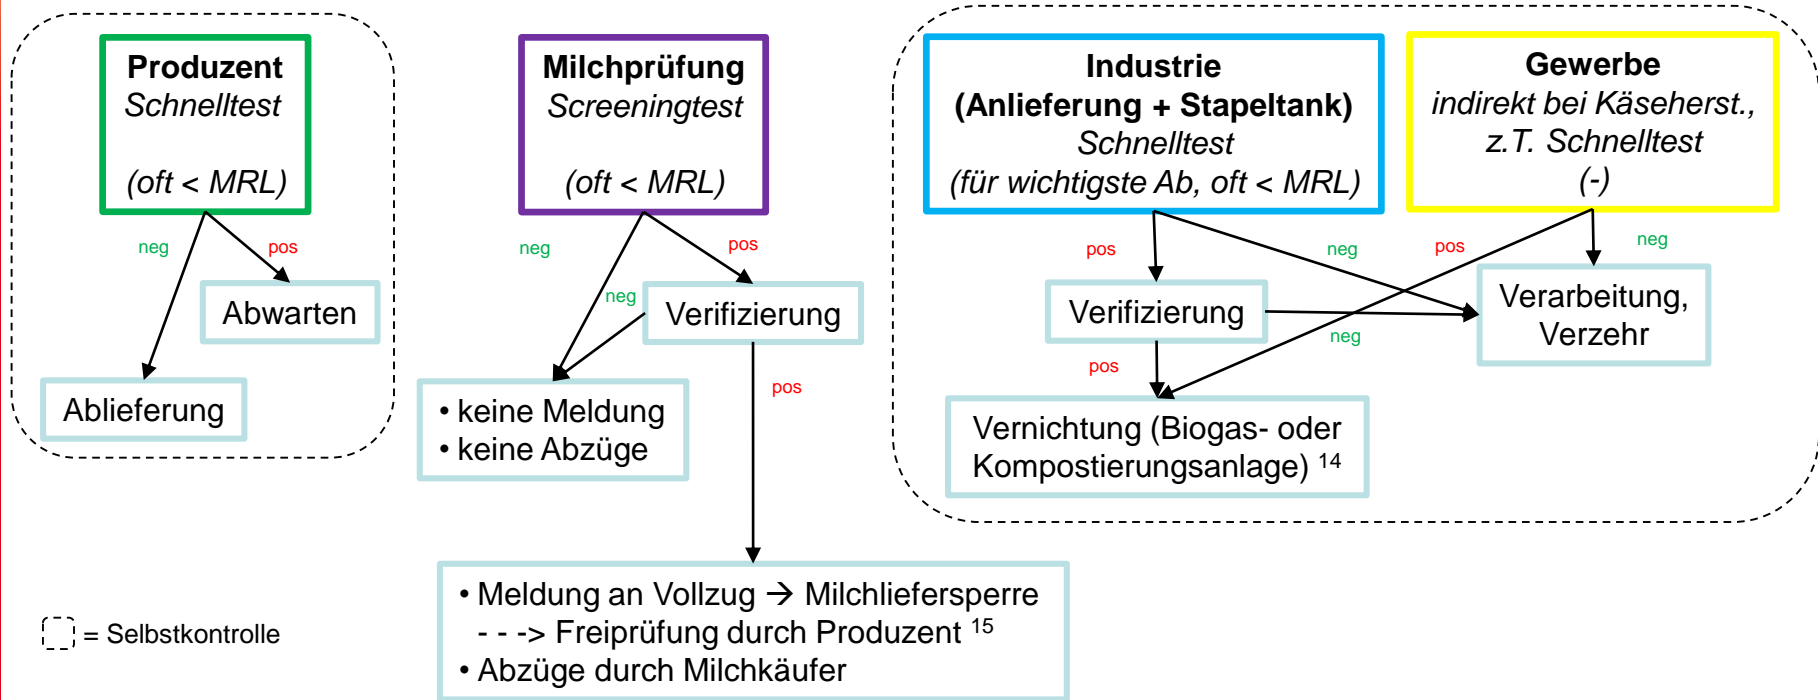 Produzent
Schnelltest
(oft < MRL)
neg
pos
Abwarten
Ablieferung
Milchprüfung
Screeningtest
(oft < MRL)
neg
pos
neg
Verifizierung
pos
• keine Meldung
• keine Abzüge
• Meldung an Vollzug → Milchliefersperre
- - -> Freiprüfung durch Produzent 15
• Abzüge durch Milchkäufer
Industrie
(Anlieferung + Stapeltank)
Schnelltest
(für wichtigste Ab, oft < MRL)
pos
neg
Verifizierung
neg
pos
Gewerbe
indirekt bei Käseherst.,
z.T. Schnelltest
(-)
pos
neg
Verarbeitung,
Verzehr
Vernichtung (Biogas- oder
Kompostierungsanlage) 14
= Selbstkontrolle